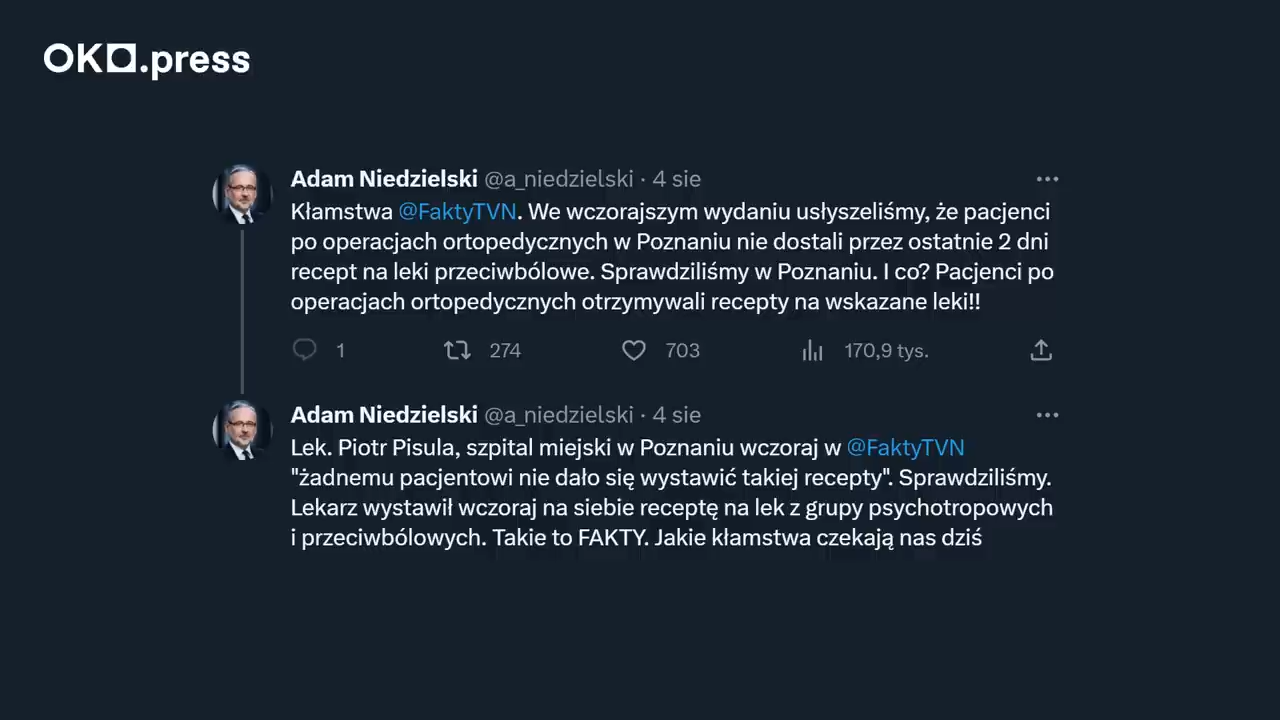 OKO.press
Adam Niedzielski @a_niedzielski · 4 sie
Kłamstwa @FaktyTVN. We wczorajszym wydaniu usłyszeliśmy, że pacjenci
po operacjach ortopedycznych w Poznaniu nie dostali przez ostatnie 2 dni
recept na leki przeciwbólowe. Sprawdziliśmy w Poznaniu. I co? Pacjenci po
operacjach ortopedycznych otrzymywali recepty na wskazane leki!!
1 274 703 170,9 tys.
Adam Niedzielski @a_niedzielski · 4 sie
Lek. Piotr Pisula, szpital miejski w Poznaniu wczoraj w @FaktyTVN
"żadnemu pacjentowi nie dało się wystawić takiej recepty". Sprawdziliśmy.
Lekarz wystawił wczoraj na siebie receptę na lek z grupy psychotropowych
i przeciwbólowych. Takie to FAKTY. Jakie kłamstwa czekają nas dziś